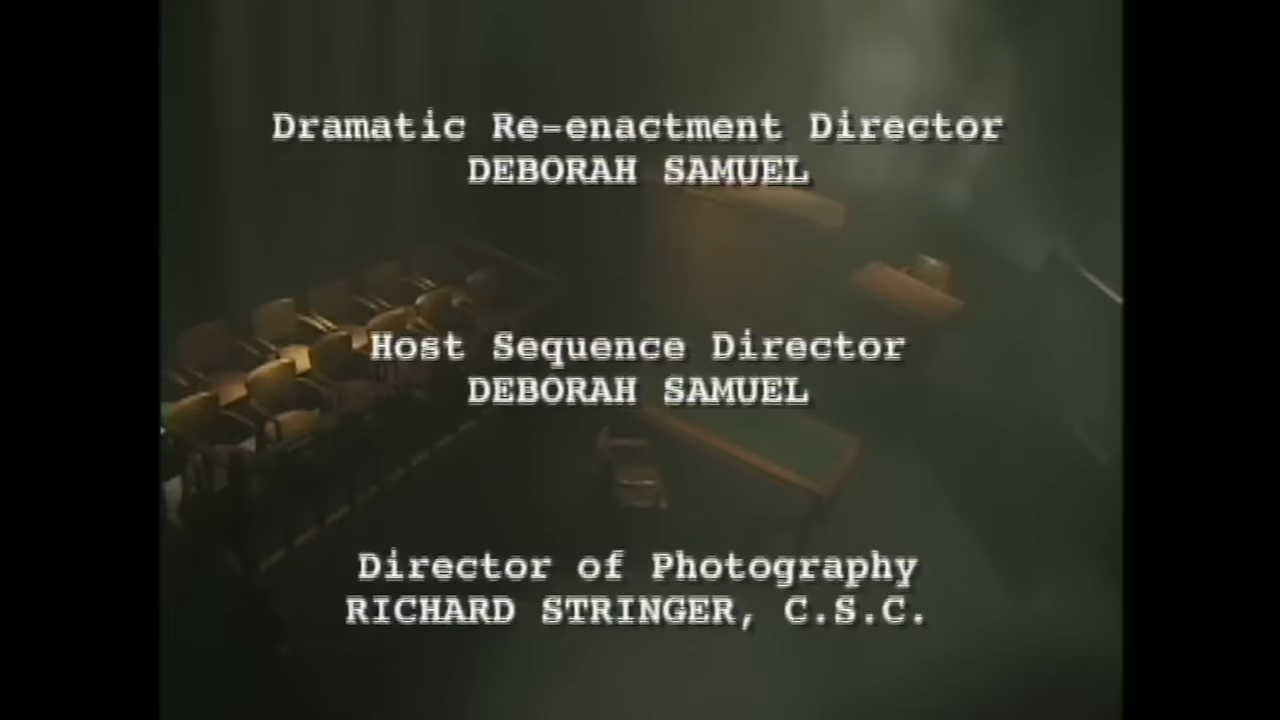 Dramatic Re-enactment Director
DEBORAH SAMUEL
Host Sequence Director
DEBORAH SAMUEL
Director of Photography
RICHARD STRINGER, C.S.C.